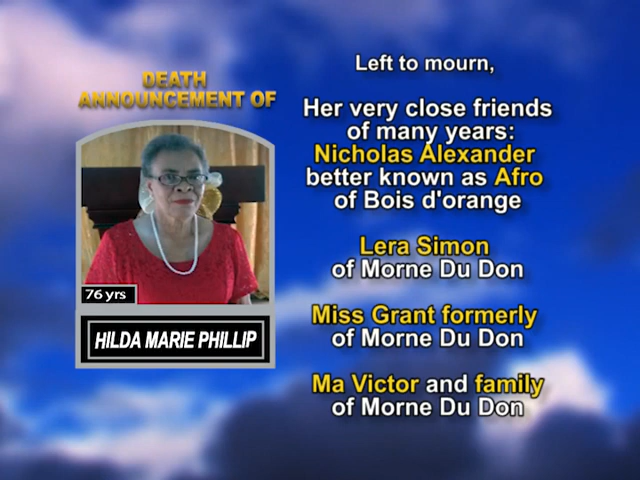 DEATH
ANNOUNCEMENT OF
76 yrs
HILDA MARIE PHILLIP
Left to mourn,
Her very close friends
of many years:
Nicholas Alexander
better known as Afro
of Bois d'orange
Lera Simon
of Morne Du Don
Miss Grant formerly
of Morne Du Don
Ma Victor and family
of Morne Du Don